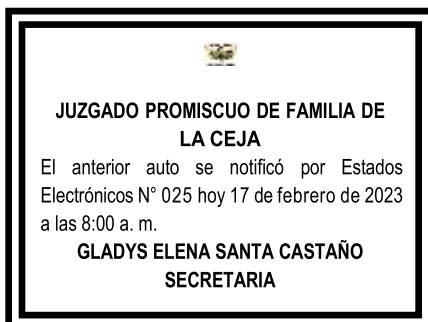 JUZGADO PROMISCUO DE FAMILIA DE
LA CEJA
El anterior auto se notificó por Estados
Electrónicos N° 025 hoy 17 de febrero de 2023
a las 8:00 a. m.
GLADYS ELENA SANTA CASTAÑO
SECRETARIA